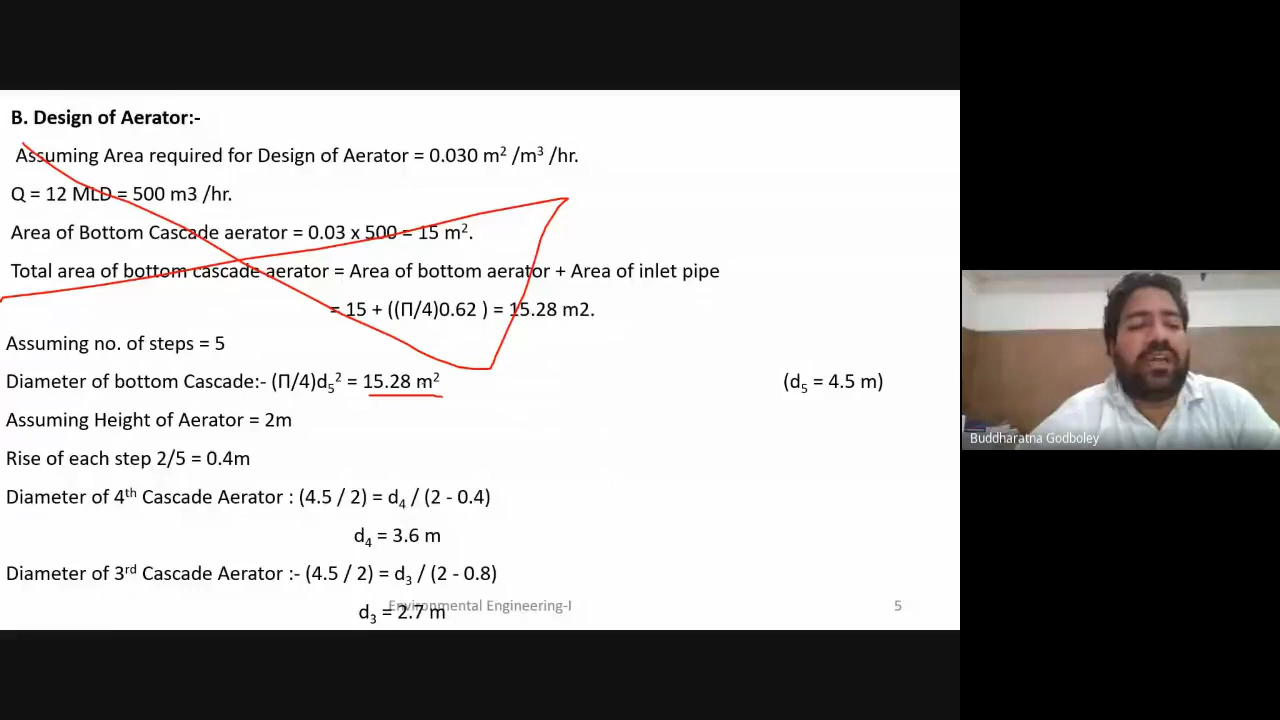 B. Design of Aerator:-
Assuming Area required for Design of Aerator = 0.030 m² /m³ /hr.
Q = 12 MLD = 500 m3 /hr.
Area of Bottom Cascade aerator = 0.03 x 500 = 15 m².
Total area of bottom cascade aerator = Area of bottom aerator + Area of inlet pipe
= 15 + ((Π/4)0.62 ) = 15.28 m2.
Assuming no. of steps = 5
Diameter of bottom Cascade:- (Π/4)d₅² = 15.28 m² (d₅ = 4.5 m)
Assuming Height of Aerator = 2m
Rise of each step 2/5 = 0.4m
Diameter of 4ᵗʰ Cascade Aerator : (4.5 / 2) = d₄ / (2 - 0.4)
d₄ = 3.6 m
Diameter of 3ʳᵈ Cascade Aerator :- (4.5 / 2) = d₃ / (2 - 0.8)
d₃ = 2.7 m
Environmental Engineering-I 5
Buddharatna Godboley